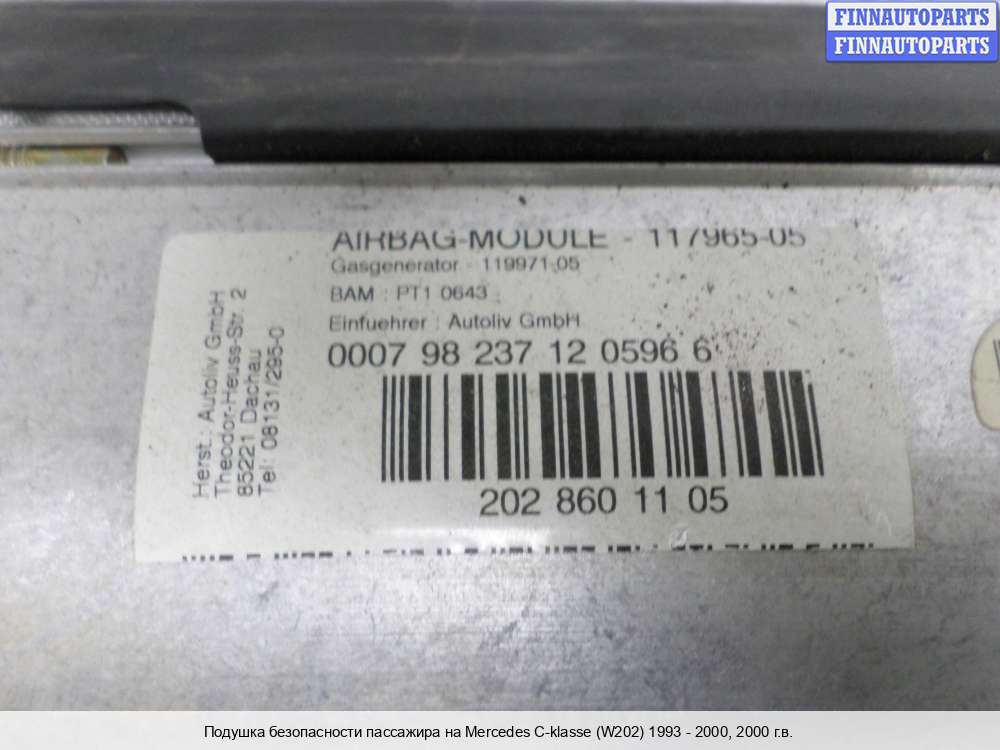 FINNAUTOPARTS
FINNAUTOPARTS
AIRBAG-MODULE - 117965-05
Gasgenerator - 119971-05
BAM : PT1 0643
Einfuehrer : Autoliv GmbH
0007 98 237 12 0596 6
202 860 11 05
Herst.: Autoliv GmbH
Theodor-Heuss-Str. 2
85221 Dachau
Tel: 08131/295-0
Подушка безопасности пассажира на Mercedes C-klasse (W202) 1993 - 2000, 2000 г.в.